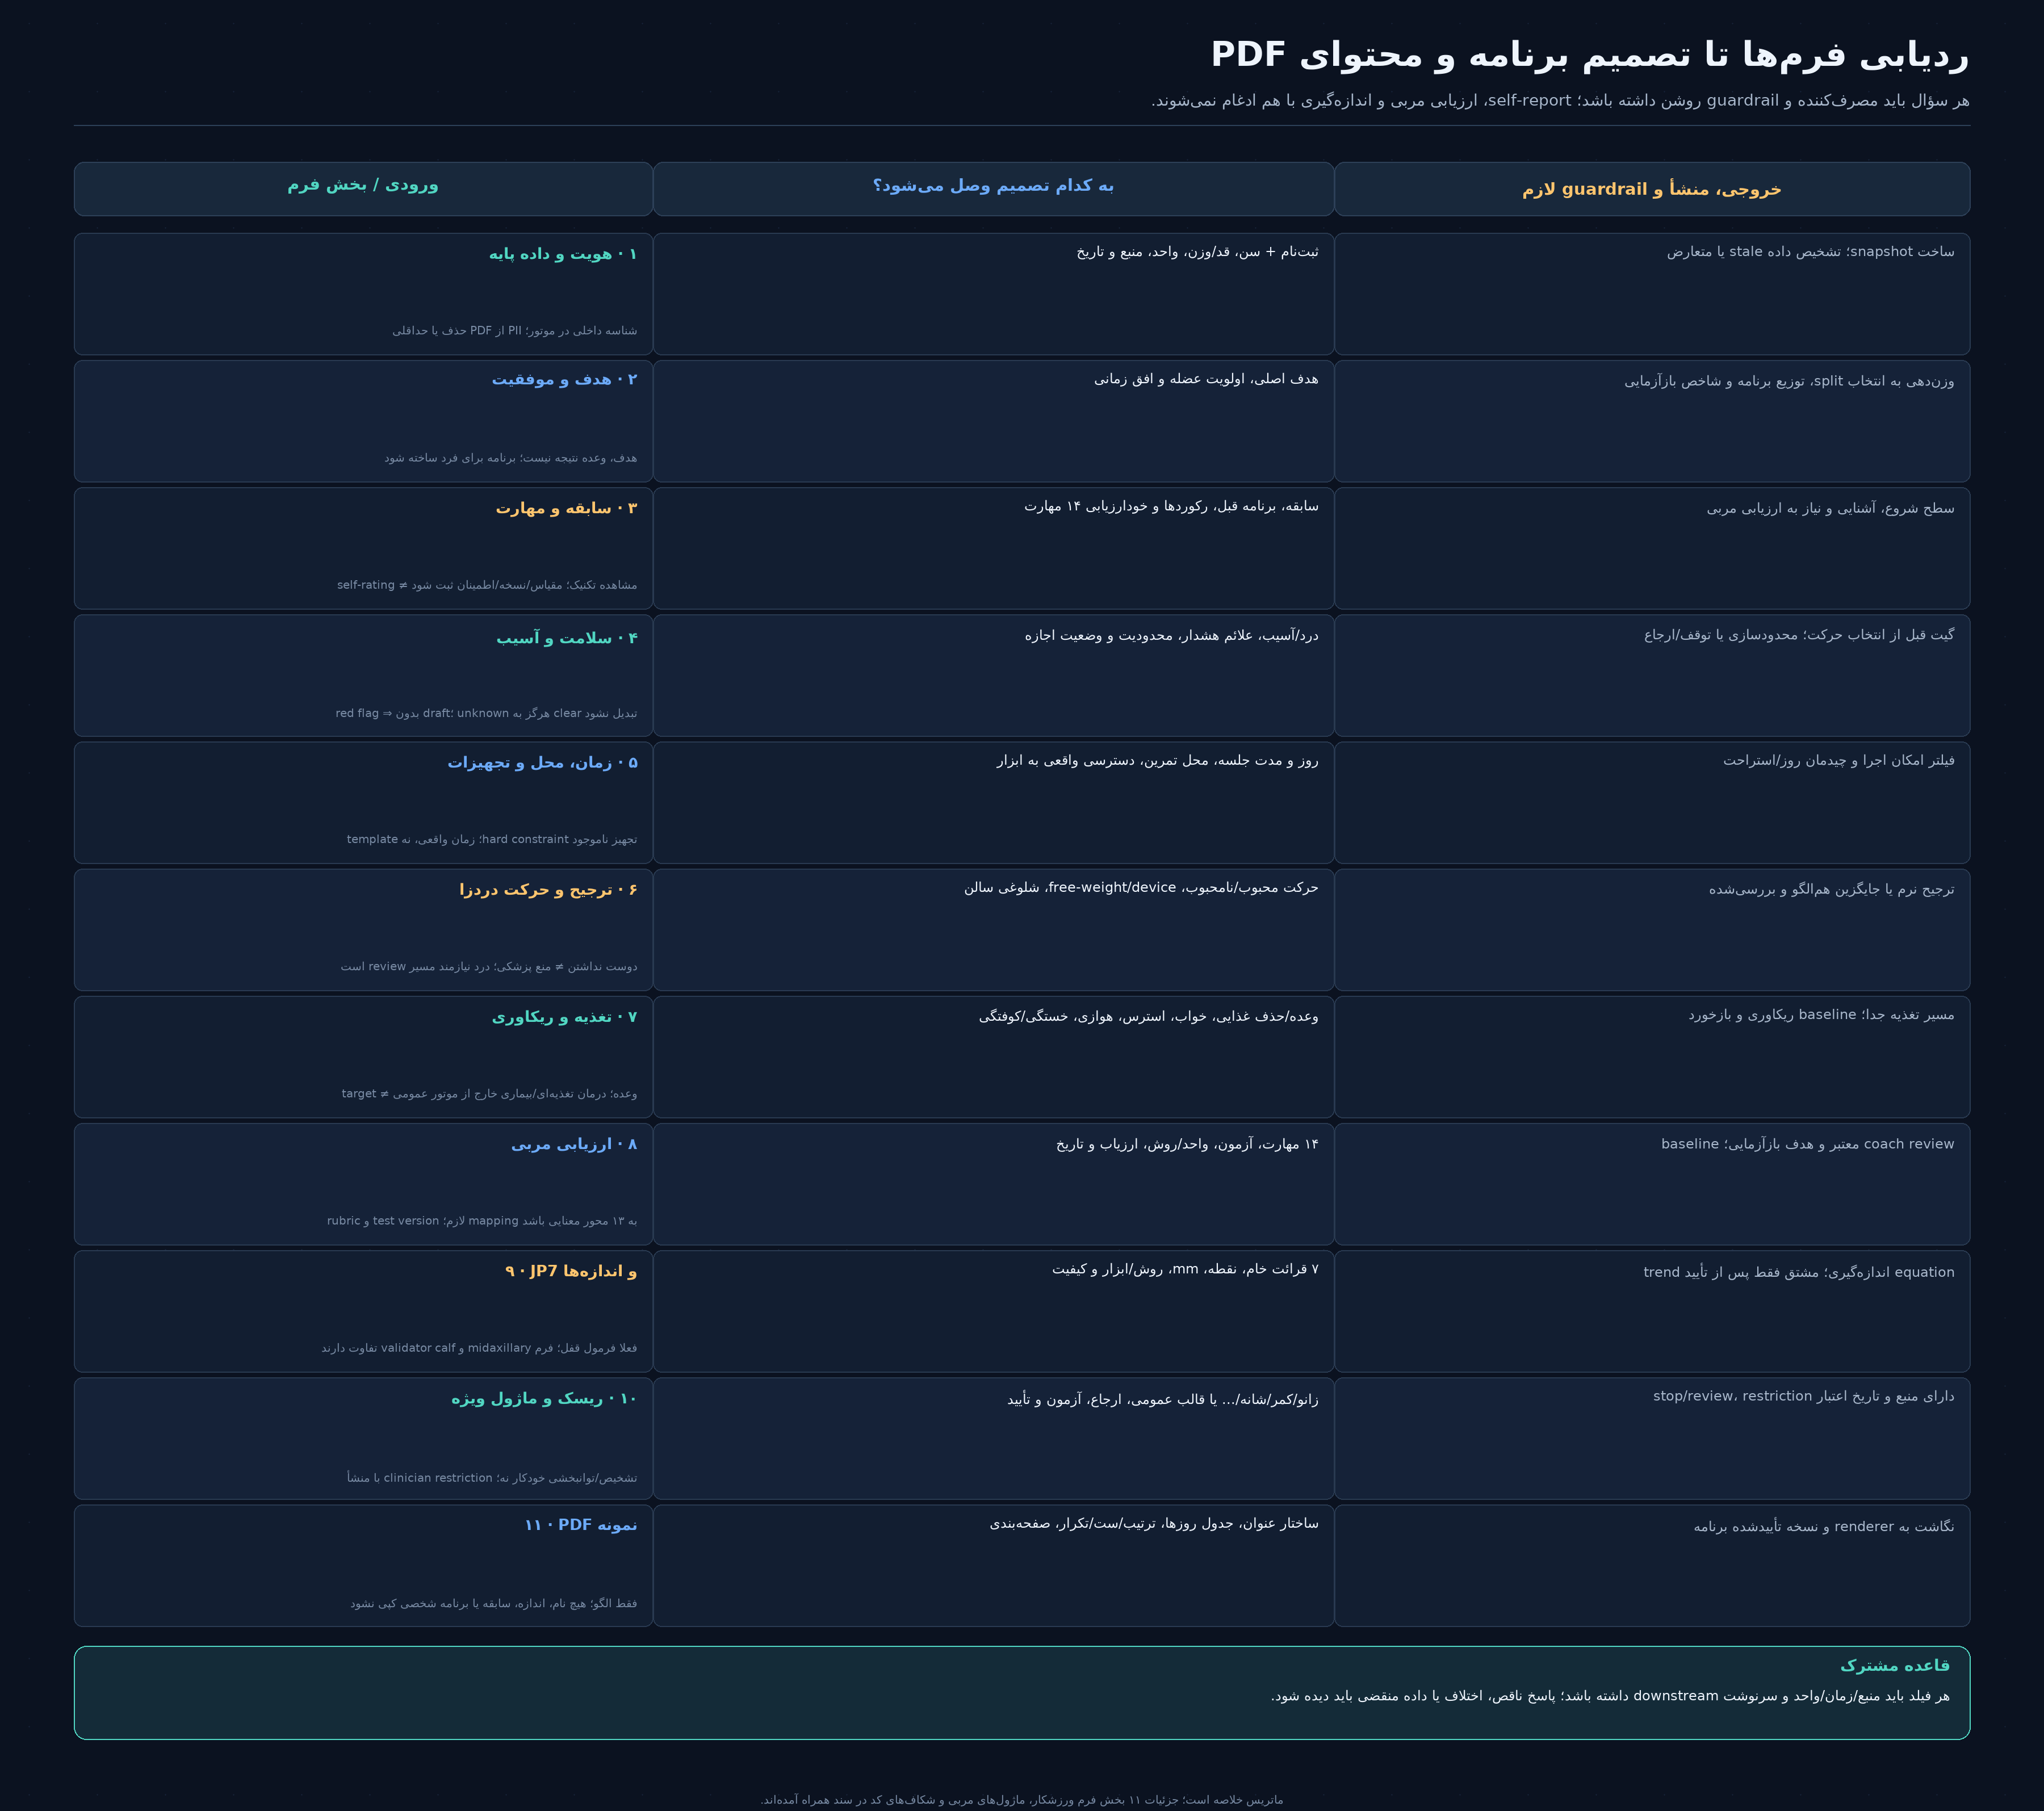 ردیابی فرم‌ها تا تصمیم برنامه و محتوای PDF
هر سؤال باید مصرف‌کننده و guardrail روشن داشته باشد؛ self-report، ارزیابی مربی و اندازه‌گیری با هم ادغام نمی‌شوند.
خروجی، منشأ و guardrail لازم
به کدام تصمیم وصل می‌شود؟
ورودی / بخش فرم
ساخت snapshot؛ تشخیص داده stale یا متعارض
ثبت‌نام + سن، قد/وزن، واحد، منبع و تاریخ
۱ · هویت و داده پایه
شناسه داخلی در موتور؛ PII از PDF حذف یا حداقلی
وزن‌دهی به انتخاب split، توزیع برنامه و شاخص بازآزمایی
هدف اصلی، اولویت عضله و افق زمانی
۲ · هدف و موفقیت
هدف، وعده نتیجه نیست؛ برنامه برای فرد ساخته شود
سطح شروع، آشنایی و نیاز به ارزیابی مربی
سابقه، برنامه قبل، رکوردها و خودارزیابی ۱۴ مهارت
۳ · سابقه و مهارت
مشاهده تکنیک؛ مقیاس/نسخه/اطمینان ثبت شود ≠ self-rating
گیت قبل از انتخاب حرکت؛ محدودسازی یا توقف/ارجاع
درد/آسیب، علائم هشدار، محدودیت و وضعیت اجازه
۴ · سلامت و آسیب
تبدیل نشود clear هرگز به unknown ؛draft بدون ⇒ red flag
فیلتر امکان اجرا و چیدمان روز/استراحت
روز و مدت جلسه، محل تمرین، دسترسی واقعی به ابزار
۵ · زمان، محل و تجهیزات
تجهیز ناموجود hard constraint؛ زمان واقعی، نه template
ترجیح نرم یا جایگزین هم‌الگو و بررسی‌شده
حرکت محبوب/نامحبوب، free-weight/device، شلوغی سالن
۶ · ترجیح و حرکت دردزا
دوست نداشتن ≠ منع پزشکی؛ درد نیازمند مسیر review است
مسیر تغذیه جدا؛ baseline ریکاوری و بازخورد
وعده/حذف غذایی، خواب، استرس، هوازی، خستگی/کوفتگی
۷ · تغذیه و ریکاوری
وعده؛ درمان تغذیه‌ای/بیماری خارج از موتور عمومی ≠ target
coach review معتبر و هدف بازآزمایی؛ baseline
۱۴ مهارت، آزمون، واحد/روش، ارزیاب و تاریخ
۸ · ارزیابی مربی
به ۱۳ محور معنایی باشد mapping لازم؛ test version و rubric
equation اندازه‌گیری؛ مشتق فقط پس از تأیید trend
۷ قرائت خام، نقطه، mm، روش/ابزار و کیفیت
و اندازه‌ها JP7 · ۹
فعلا فرمول قفل؛ فرم midaxillary و validator calf تفاوت دارند
دارای منبع و تاریخ اعتبار stop/review، restriction
زانو/کمر/شانه/… یا قالب عمومی، ارجاع، آزمون و تأیید
۱۰ · ریسک و ماژول ویژه
تشخیص/توانبخشی خودکار نه؛ clinician restriction با منشأ
نگاشت به renderer و نسخه تأییدشده برنامه
ساختار عنوان، جدول روزها، ترتیب/ست/تکرار، صفحه‌بندی
نمونه PDF · ۱۱
فقط الگو؛ هیچ نام، اندازه، سابقه یا برنامه شخصی کپی نشود
قاعده مشترک
هر فیلد باید منبع/زمان/واحد و سرنوشت downstream داشته باشد؛ پاسخ ناقص، اختلاف یا داده منقضی باید دیده شود.
ماتریس خلاصه است؛ جزئیات ۱۱ بخش فرم ورزشکار، ماژول‌های مربی و شکاف‌های کد در سند همراه آمده‌اند.